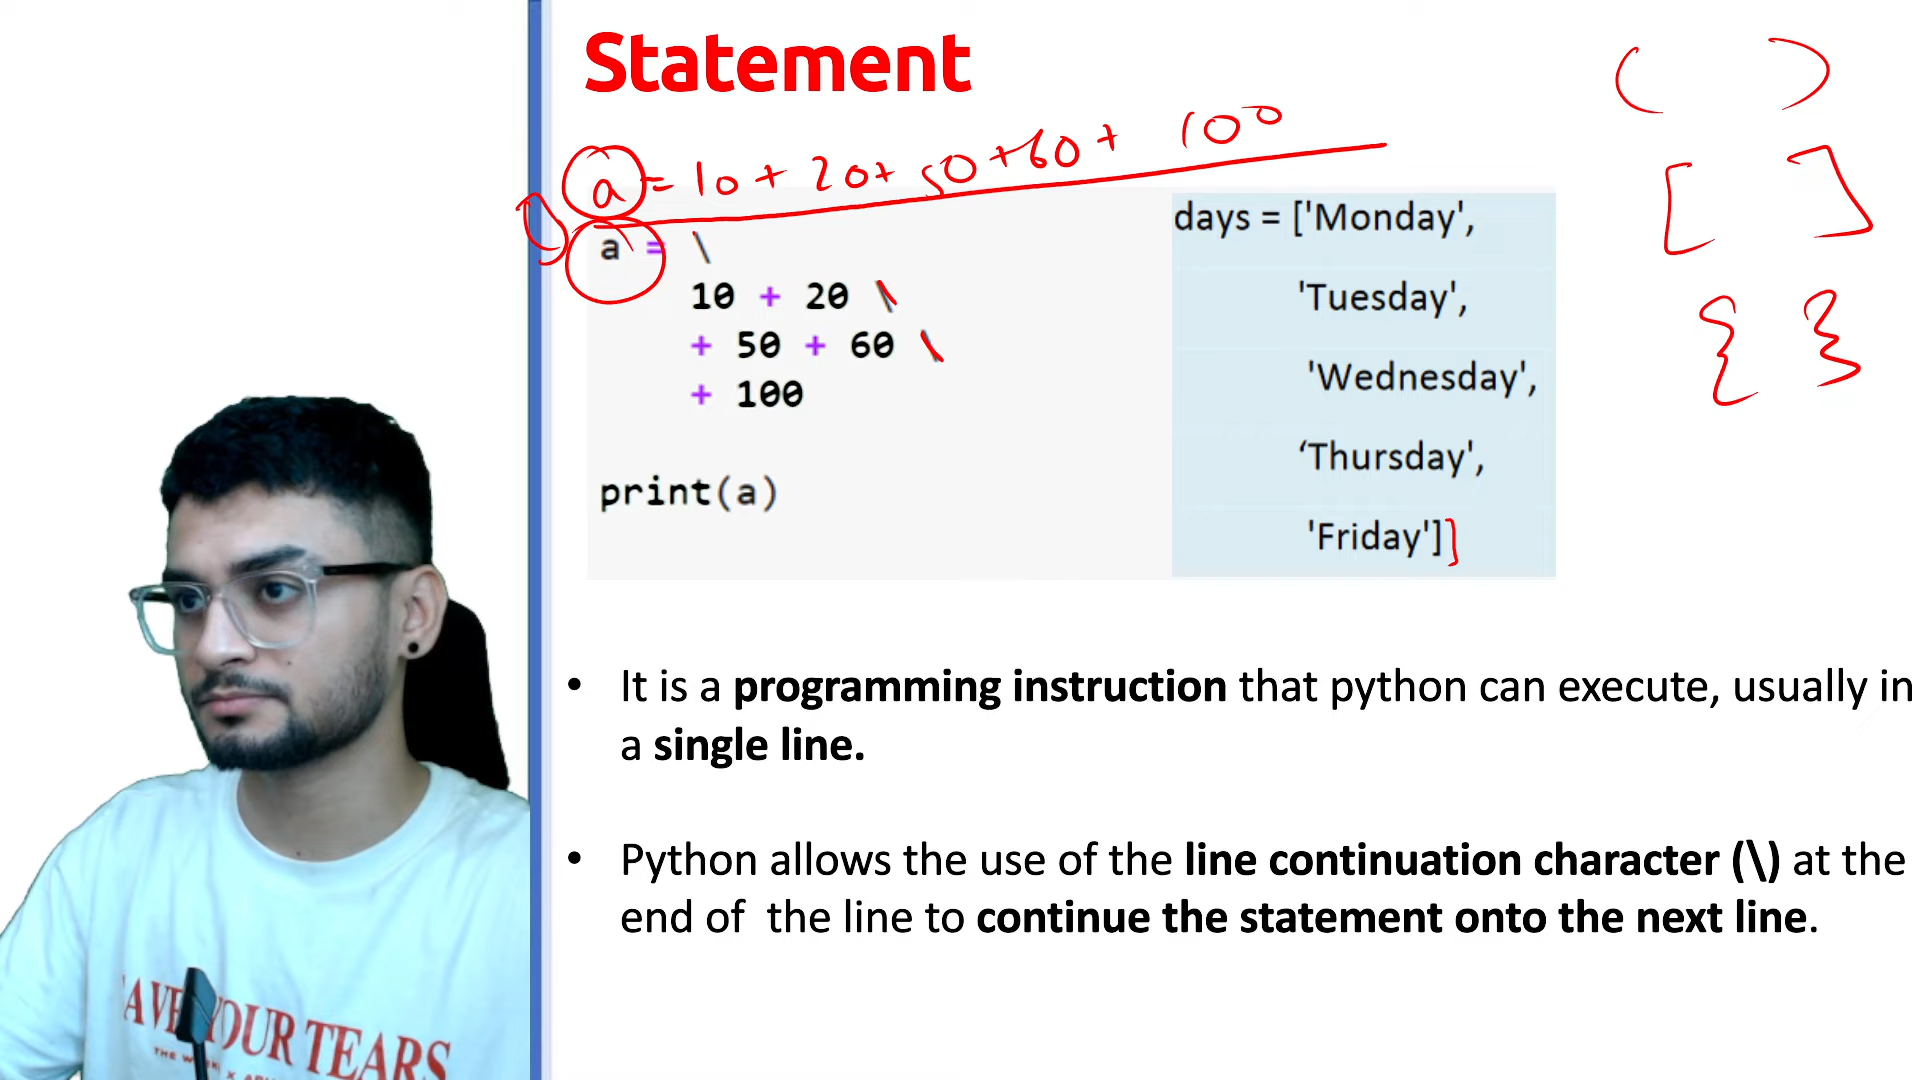 Statement
a = 10 + 20 + 50 + 60 + 100
a = \
10 + 20 \
+ 50 + 60 \
+ 100
print(a)
days = ['Monday',
'Tuesday',
'Wednesday',
‘Thursday',
'Friday']]
( )
[ ]
{ }
• It is a programming instruction that python can execute, usually in
a single line.
• Python allows the use of the line continuation character (\) at the
end of  the line to continue the statement onto the next line.
YOUR TEARS